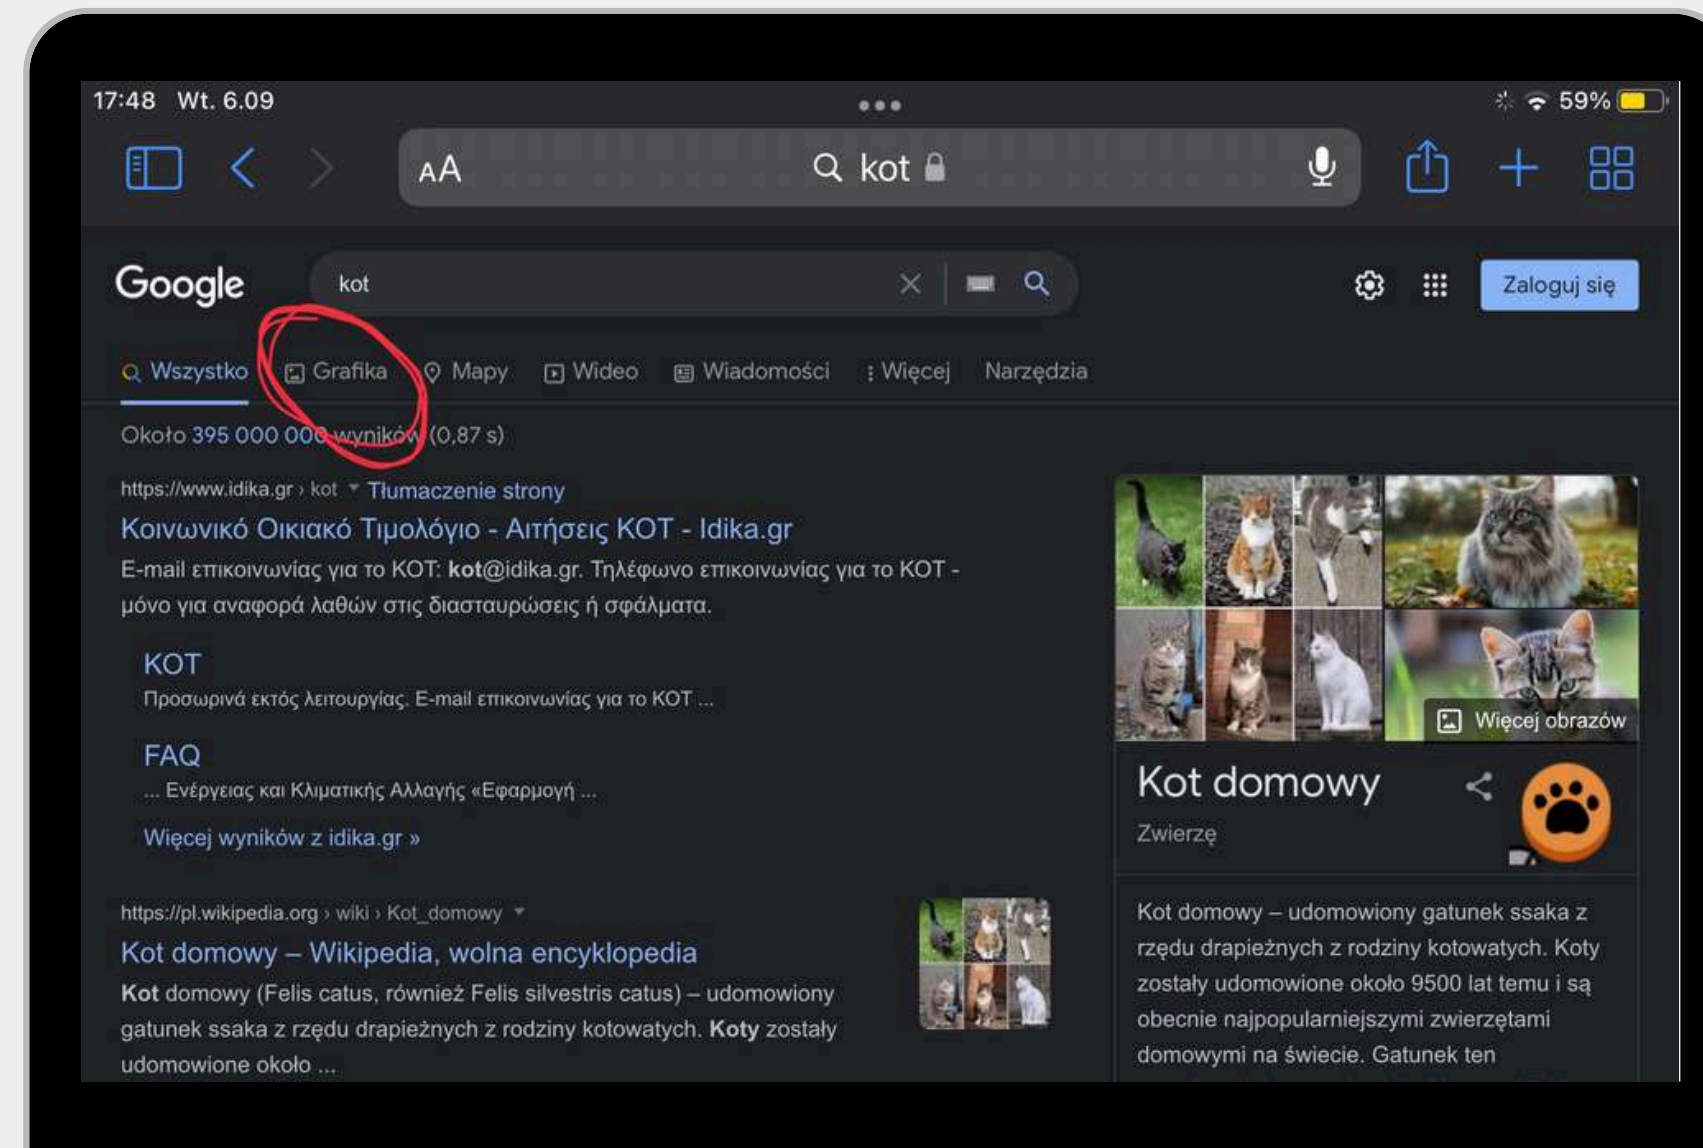 17:48 Wt. 6.09
59%
AA
kot
Google
kot
Zaloguj się
Wszystko Grafika Mapy Wideo Wiadomości Więcej Narzędzia
Około 395 000 000 wyników (0,87 s)
https://www.idika.gr › kot Tłumaczenie strony
Κοινωνικό Οικιακό Τιμολόγιο - Αιτήσεις ΚΟΤ - Idika.gr
E-mail επικοινωνίας για το ΚΟΤ: kot@idika.gr. Τηλέφωνο επικοινωνίας για το ΚΟΤ -
μόνο για αναφορά λαθών στις διασταυρώσεις ή σφάλματα.
ΚΟΤ
Προσωρινά εκτός λειτουργίας. E-mail επικοινωνίας για το ΚΟΤ ...
FAQ
... Ενέργειας και Κλιματικής Αλλαγής «Εφαρμογή ...
Więcej wyników z idika.gr »
https://pl.wikipedia.org › wiki › Kot_domowy
Kot domowy – Wikipedia, wolna encyklopedia
Kot domowy (Felis catus, również Felis silvestris catus) – udomowiony
gatunek ssaka z rzędu drapieżnych z rodziny kotowatych. Koty zostały
udomowione około ...
Więcej obrazów
Kot domowy
Zwierzę
Kot domowy – udomowiony gatunek ssaka z
rzędu drapieżnych z rodziny kotowatych. Koty
zostały udomowione około 9500 lat temu i są
obecnie najpopularniejszymi zwierzętami
domowymi na świecie. Gatunek ten